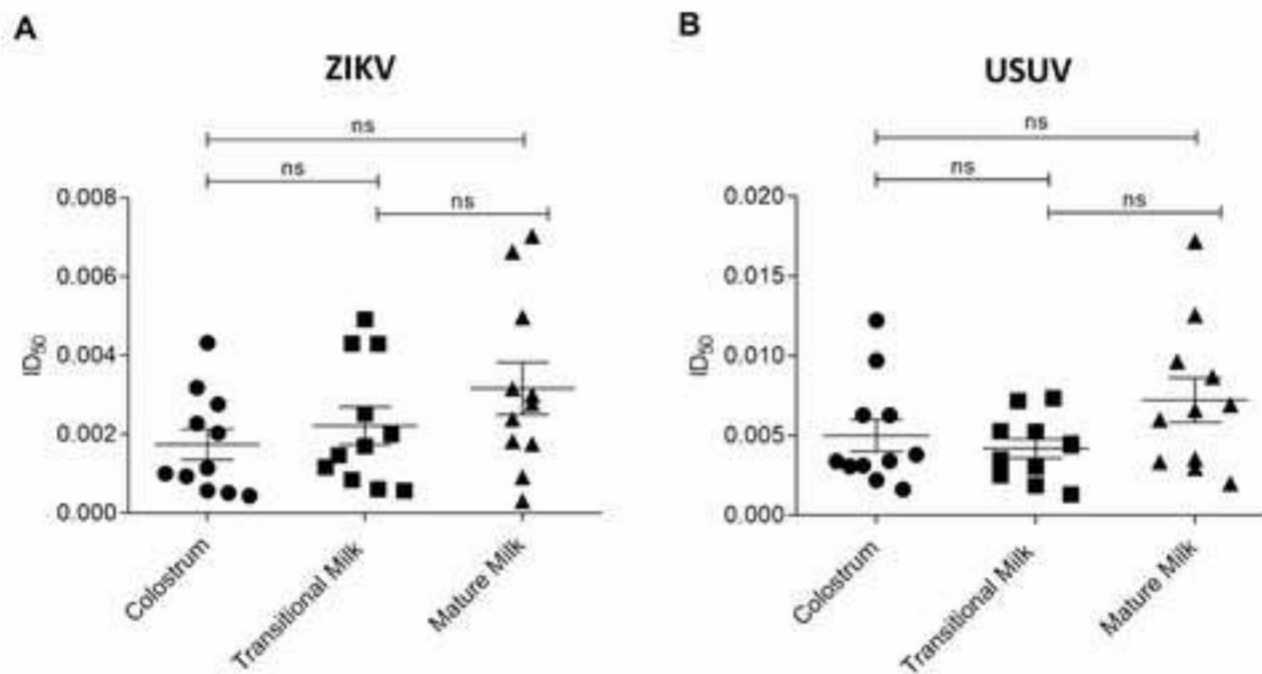 A
ZIKV
ns
ns
ns
0.008
0.006
0.004
0.002
0.000
ID50
Colostrum
Transitional Milk
Mature Milk
B
USUV
ns
ns
ns
0.020
0.015
0.010
0.005
0.000
ID50
Colostrum
Transitional Milk
Mature Milk